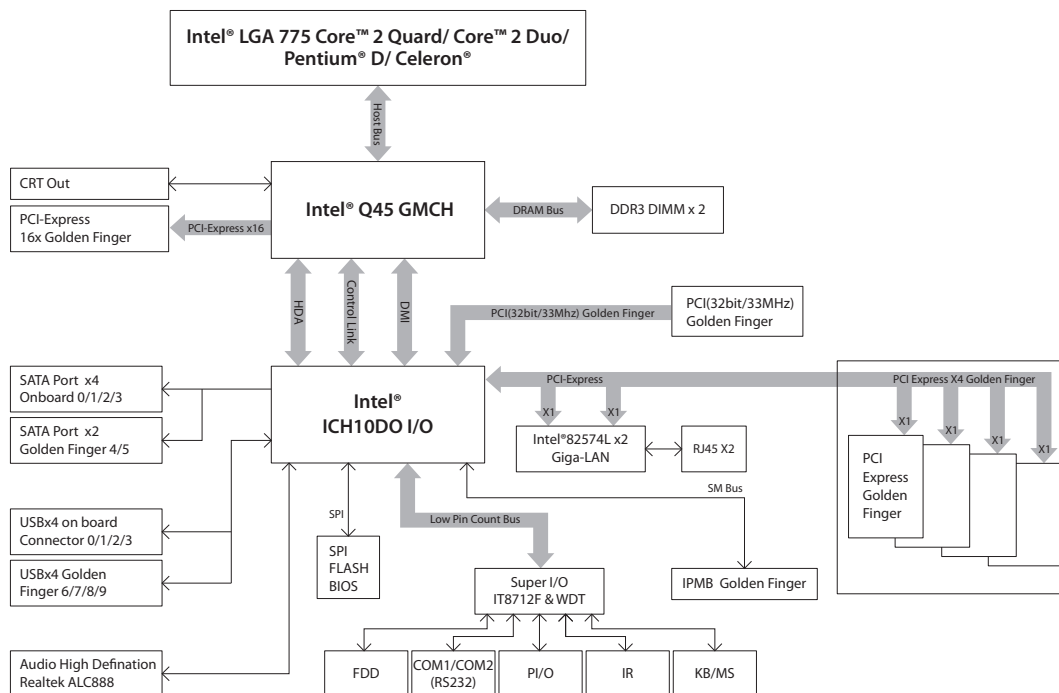 Intel® LGA 775 Core™ 2 Quard/ Core™ 2 Duo/
Pentium® D/ Celeron®
Host Bus
CRT Out
Intel® Q45 GMCH
DRAM Bus
DDR3 DIMM x 2
PCI-Express
16x Golden Finger
PCI-Express x16
HDA
Control Link
DMI
PCI(32bit/33Mhz) Golden Finger
PCI(32bit/33MHz)
Golden Finger
SATA Port x4
Onboard 0/1/2/3
SATA Port x2
Golden Finger 4/5
Intel®
ICH10DO I/O
PCI-Express
PCI Express X4 Golden Finger
X1
X1
X1
X1
X1
X1
Intel®82574L x2
Giga-LAN
RJ45 X2
PCI
Express
Golden
Finger
SM Bus
USBx4 on board
Connector 0/1/2/3
USBx4 Golden
Finger 6/7/8/9
SPI
Low Pin Count Bus
SPI
FLASH
BIOS
Super I/O
IT8712F & WDT
IPMB Golden Finger
Audio High Defination
Realtek ALC888
FDD
COM1/COM2
(RS232)
PI/O
IR
KB/MS